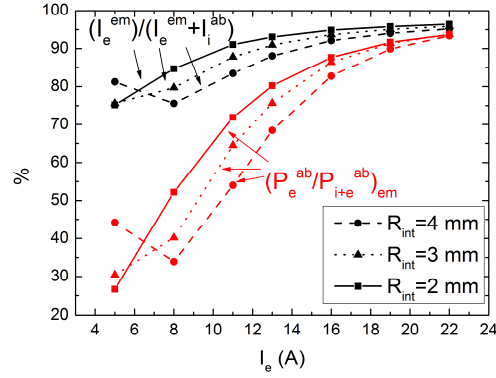 100
90
80
70
60
50
40
30
20
%
(I_e^em)/(I_e^em+I_i^ab)
(P_e^ab/P_i+e^ab)_em
R_int=4 mm
R_int=3 mm
R_int=2 mm
4 6 8 10 12 14 16 18 20 22 24
I_e (A)